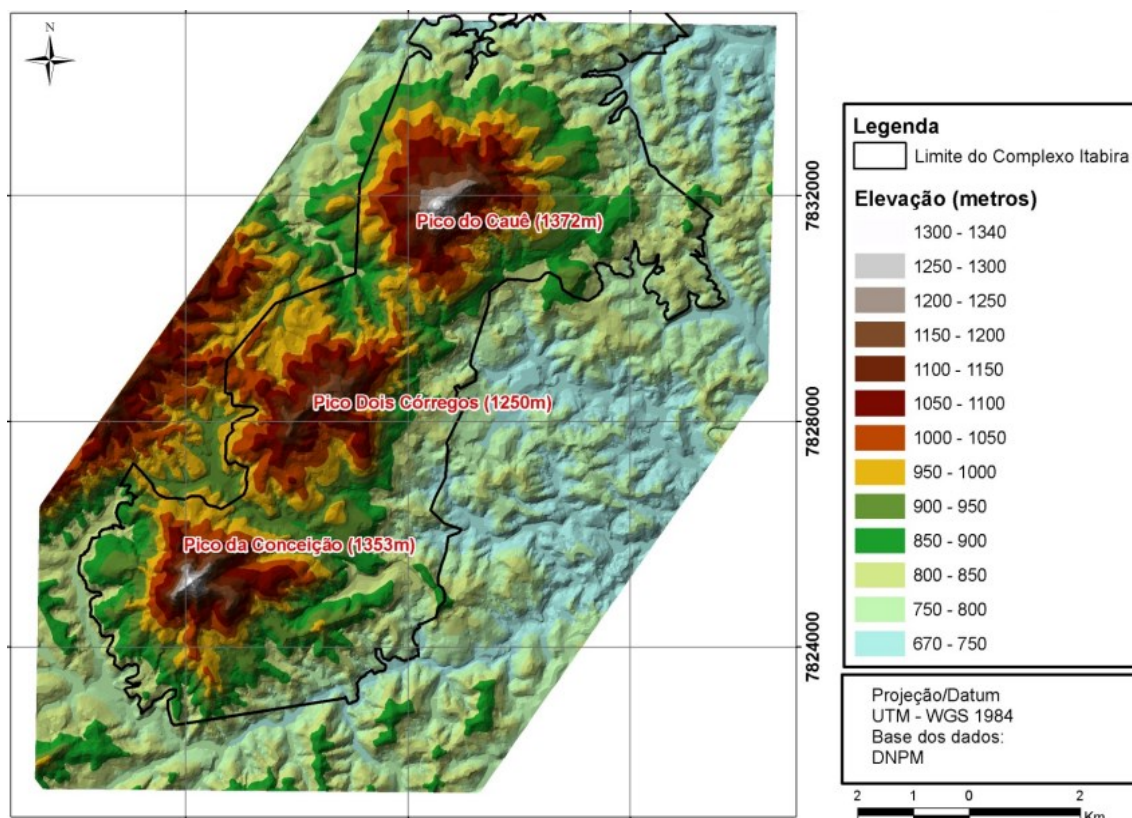 N
Pico do Cauê (1372m)
Pico Dois Córregos (1250m)
Pico da Conceição (1353m)
7832000
7828000
7824000
Legenda
Limite do Complexo Itabira
Elevação (metros)
1300 - 1340
1250 - 1300
1200 - 1250
1150 - 1200
1100 - 1150
1050 - 1100
1000 - 1050
950 - 1000
900 - 950
850 - 900
800 - 850
750 - 800
670 - 750
Projeção/Datum
UTM - WGS 1984
Base dos dados:
DNPM
2 1 0 2
Km